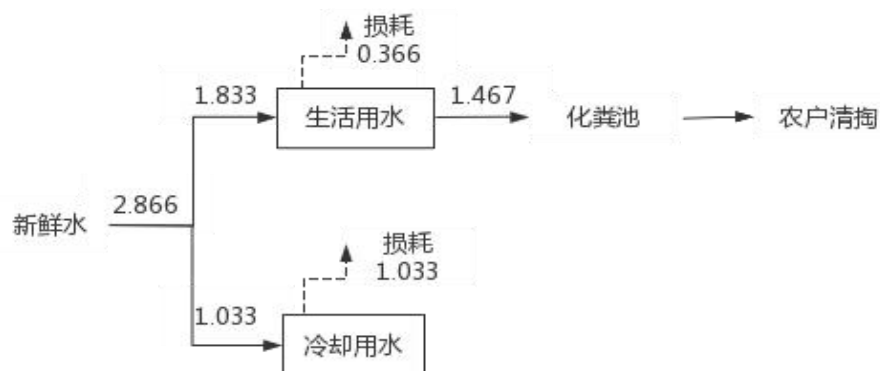 损耗
0.366
1.833
生活用水
1.467
化粪池
农户清掏
新鲜水
2.866
损耗
1.033
1.033
冷却用水